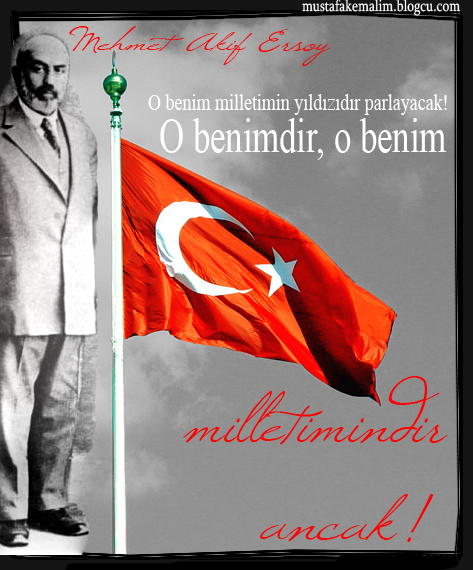 mustafakemalim.blogcu.com
Mehmet Akif Ersoy
O benim milletimin yıldızıdır parlayacak!
O benimdir, o benim
milletimindir
ancak!